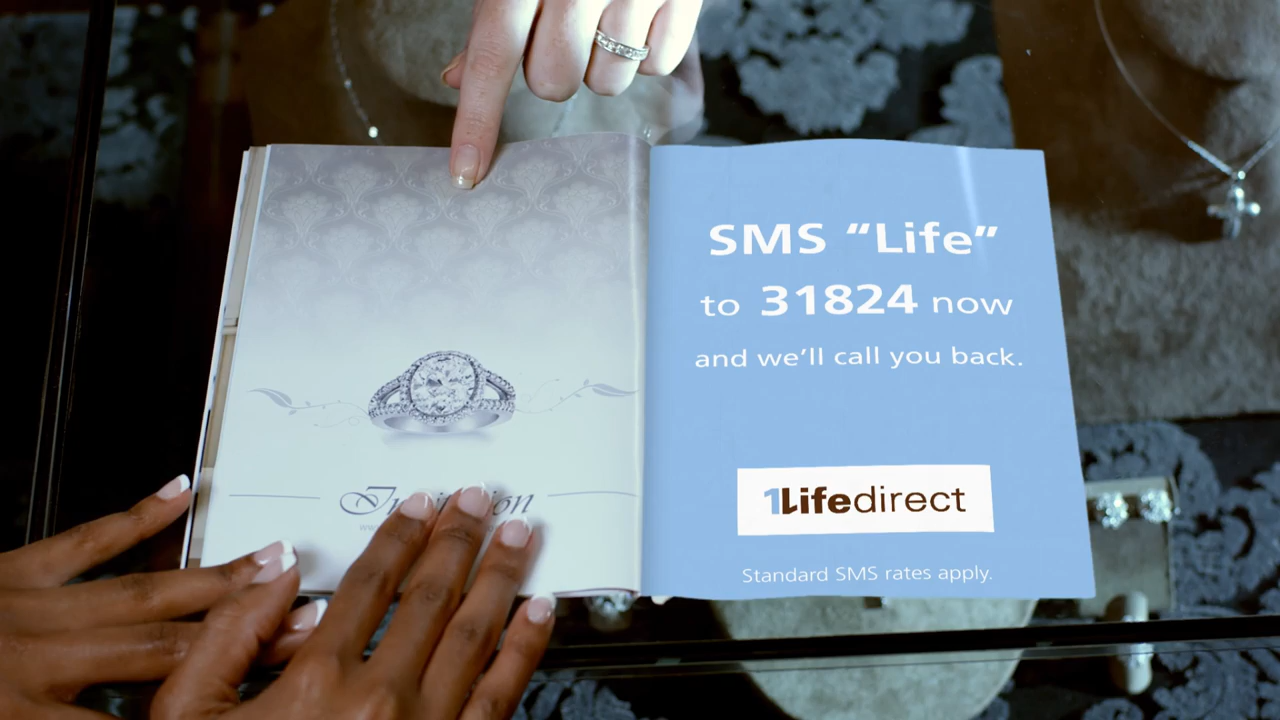 SMS “Life”
to 31824 now
and we’ll call you back.
1Lifedirect
Standard SMS rates apply.